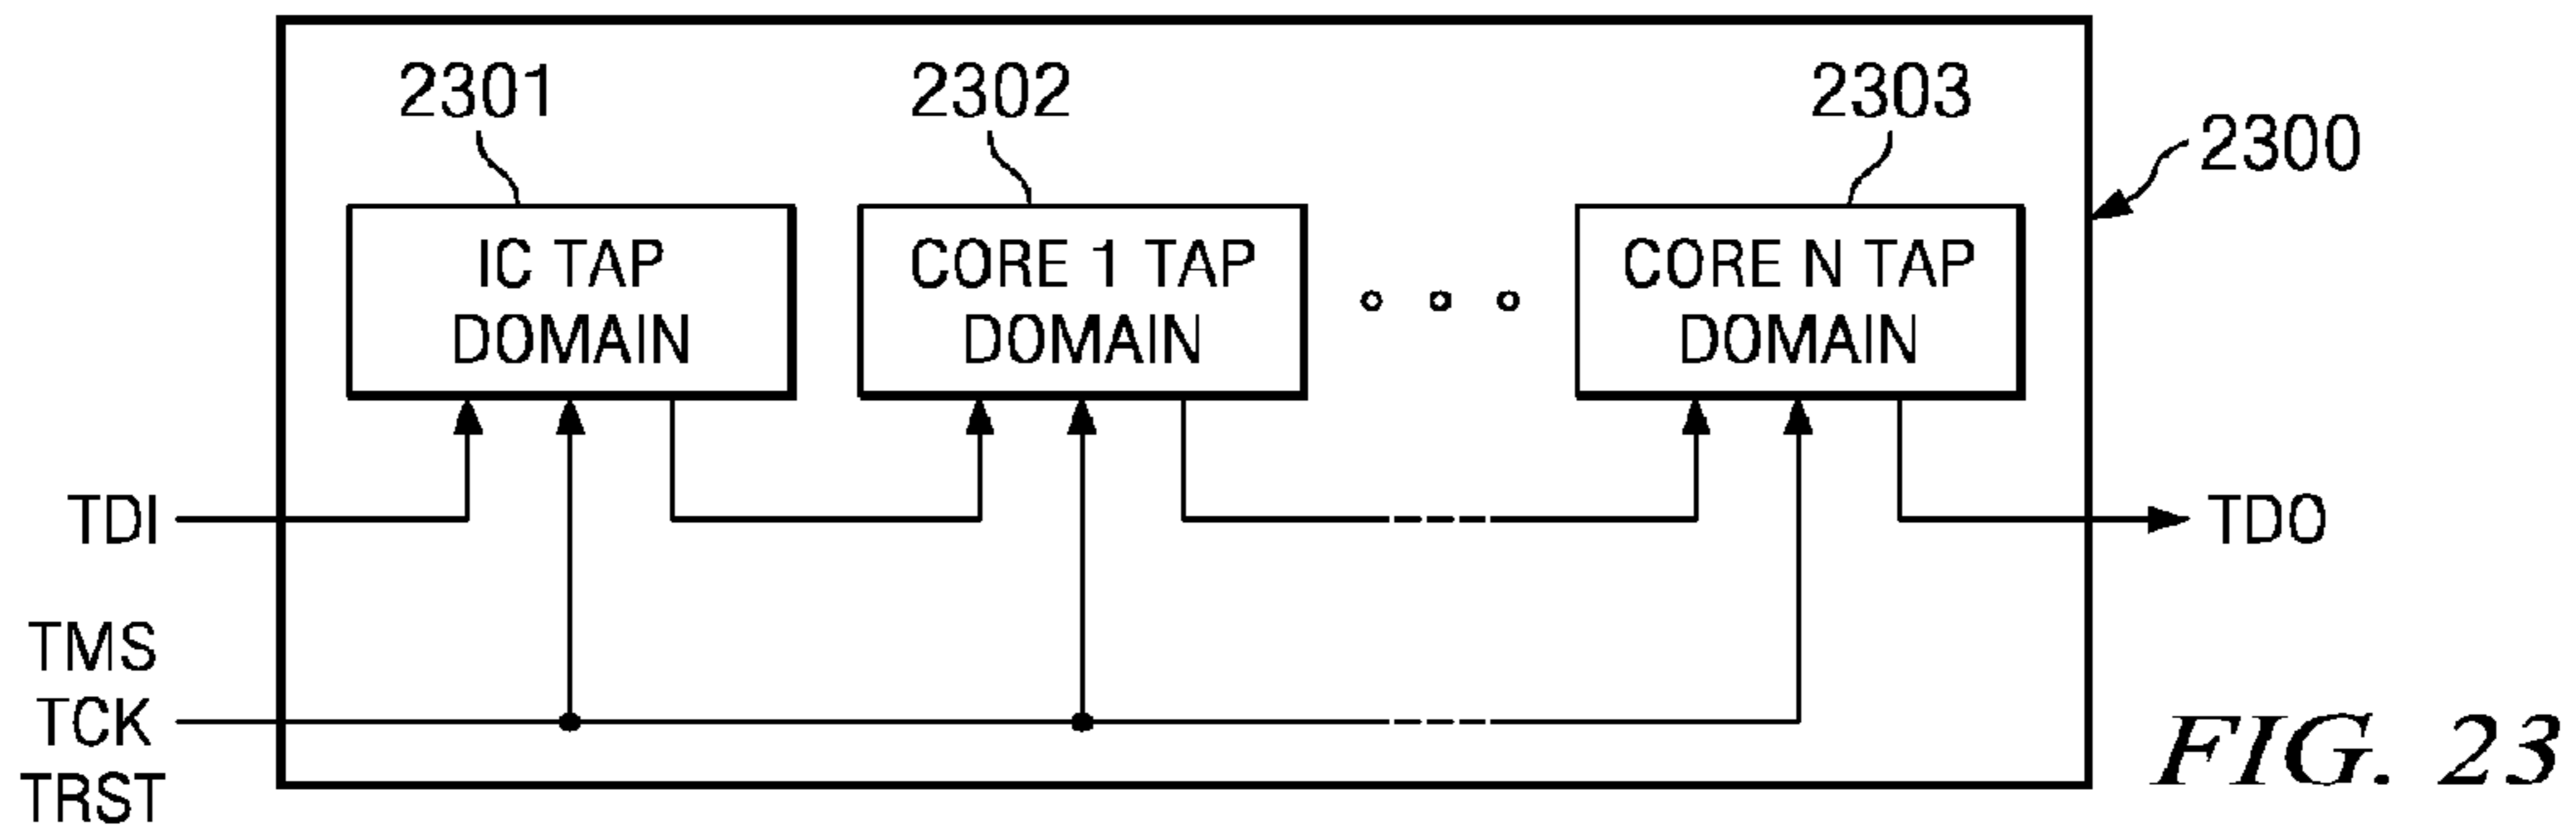 2301
2302
2303
2300
IC TAP
DOMAIN
CORE 1 TAP
DOMAIN
CORE N TAP
DOMAIN
TDI
TDO
TMS
TCK
TRST
FIG. 23